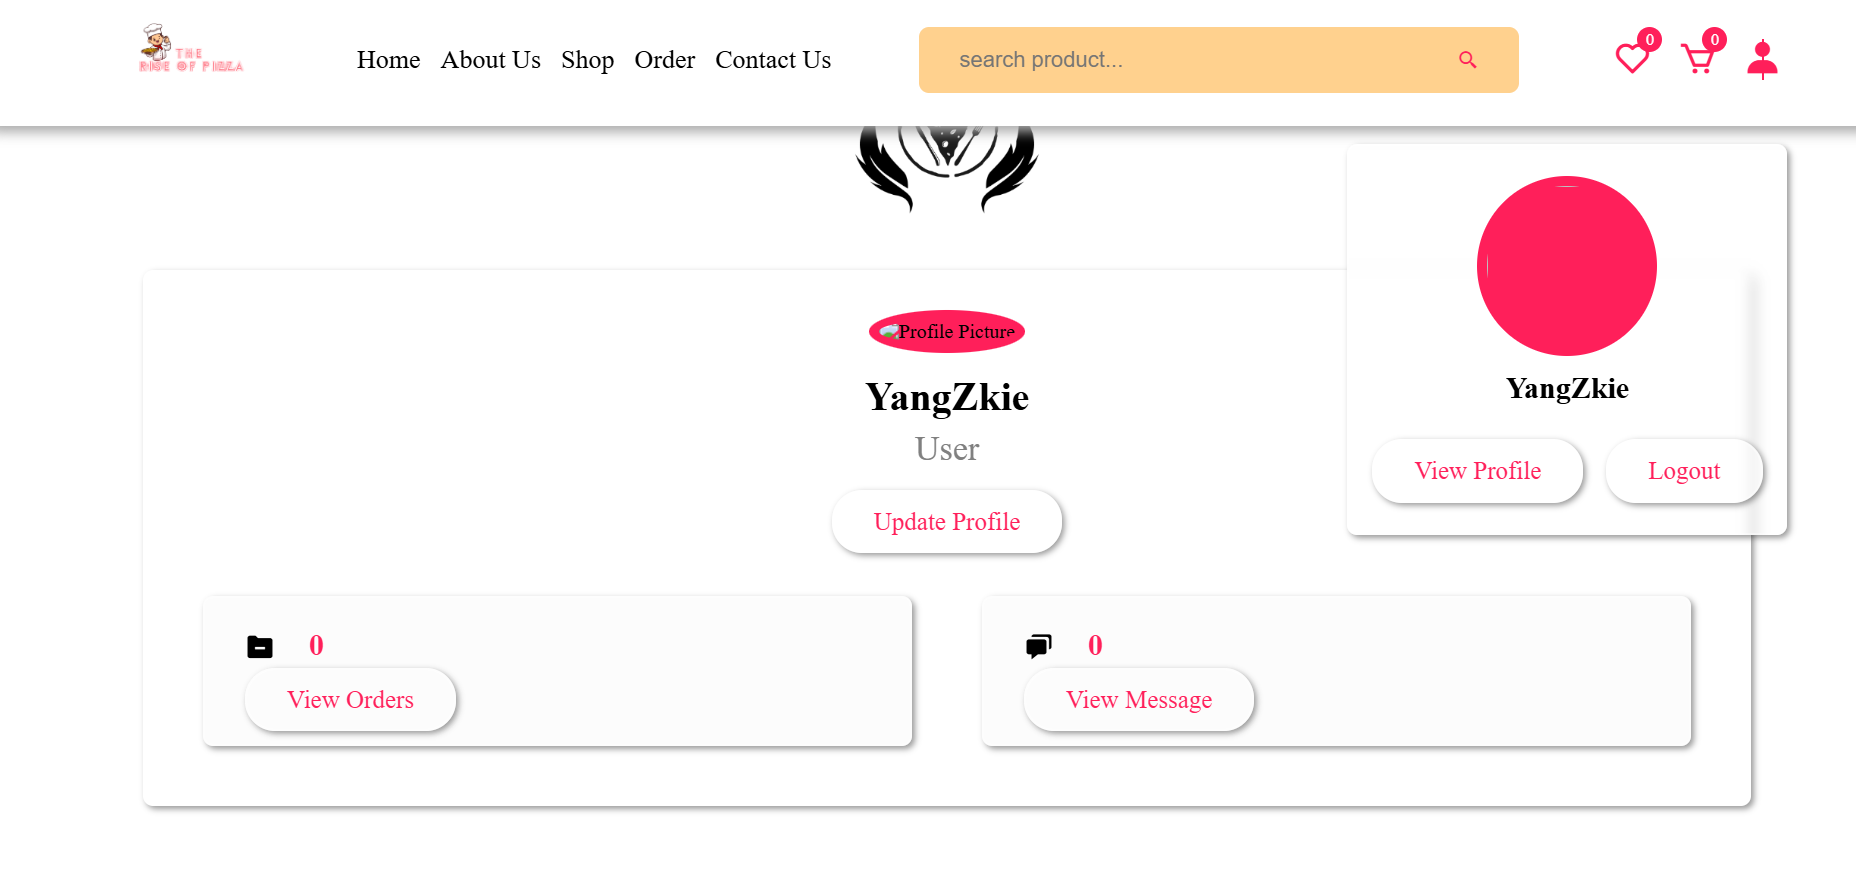 THE
RISE OF PIZZA
Home About Us Shop Order Contact Us
search product...
0
0
Profile Picture
YangZkie
User
Update Profile
YangZkie
View Profile Logout
0
View Orders
0
View Message